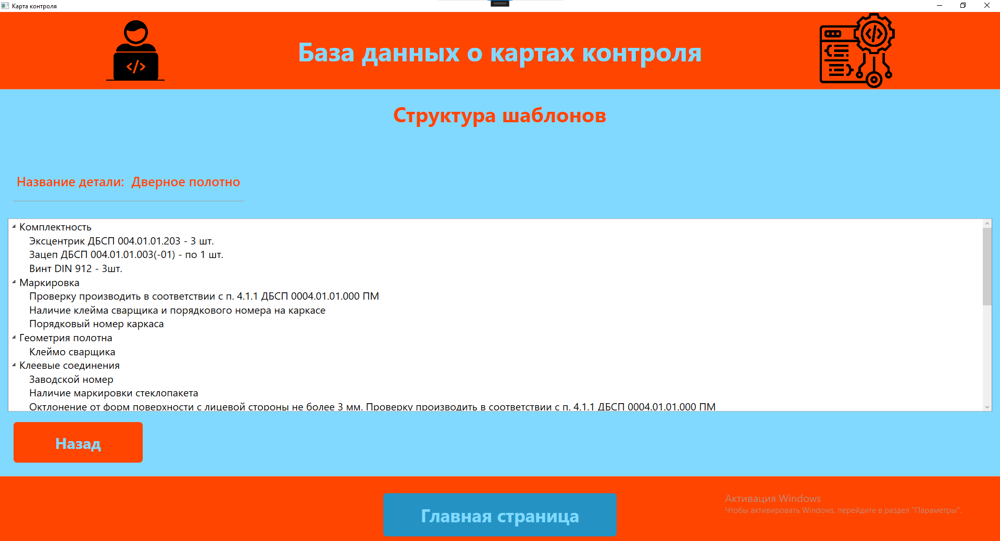 Карта контроля
База данных о картах контроля
Структура шаблонов
Название детали: Дверное полотно
Комплектность
Эксцентрик ДБСП 004.01.01.203 - 3 шт.
Зацеп ДБСП 004.01.01.003(-01) - по 1 шт.
Винт DIN 912 - 3шт.
Маркировка
Проверку производить в соответствии с п. 4.1.1 ДБСП 0004.01.01.000 ПМ
Наличие клейма сварщика и порядкового номера на каркасе
Порядковый номер каркаса
Геометрия полотна
Клеймо сварщика
Клеевые соединения
Заводской номер
Наличие маркировки стеклопакета
Октлонение от форм поверхности с лицевой стороны не более 3 мм. Проверку производить в соответствии с п. 4.1.1 ДБСП 0004.01.01.000 ПМ
Назад
Главная страница
Активация Windows
Чтобы активировать Windows, перейдите в раздел "Параметры".